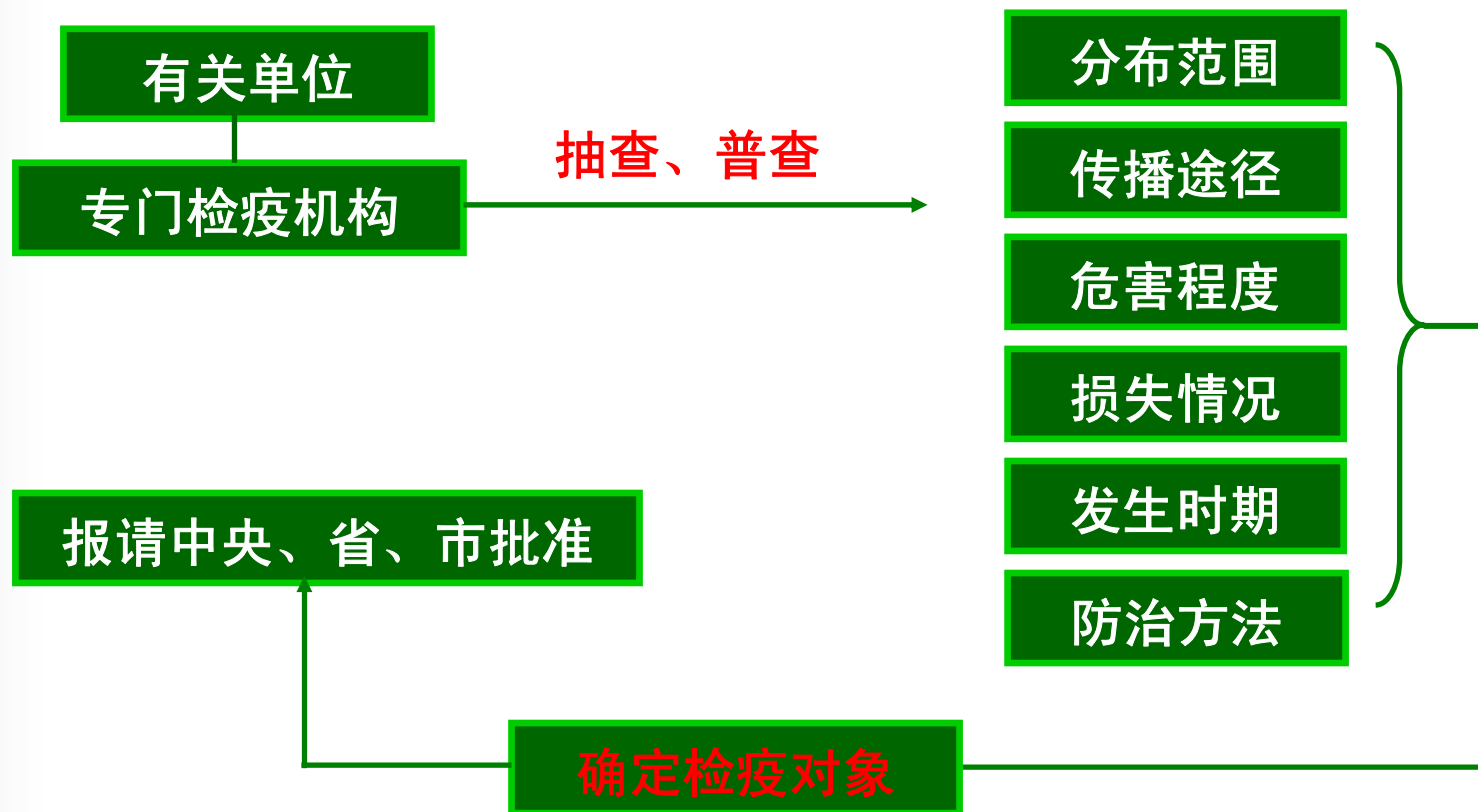 有关单位
专门检疫机构
抽查、普查
分布范围
传播途径
危害程度
损失情况
发生时期
防治方法
确定检疫对象
报请中央、省、市批准